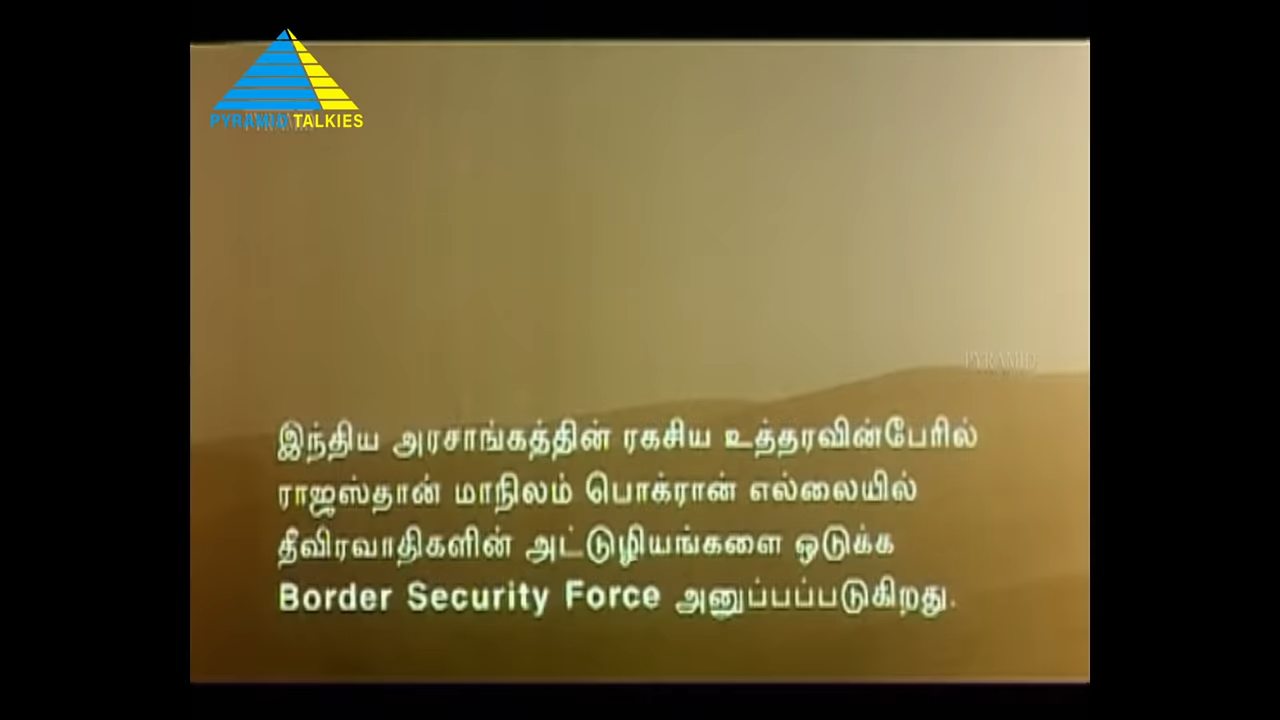 PYRAMID TALKIES
PYRAMID
இந்திய அரசாங்கத்தின் ரகசிய உத்தரவின்பேரில்
ராஜஸ்தான் மாநிலம் பொக்ரான் எல்லையில்
தீவிரவாதிகளின் அட்டுழியங்களை ஒடுக்க
Border Security Force அனுப்பப்படுகிறது.